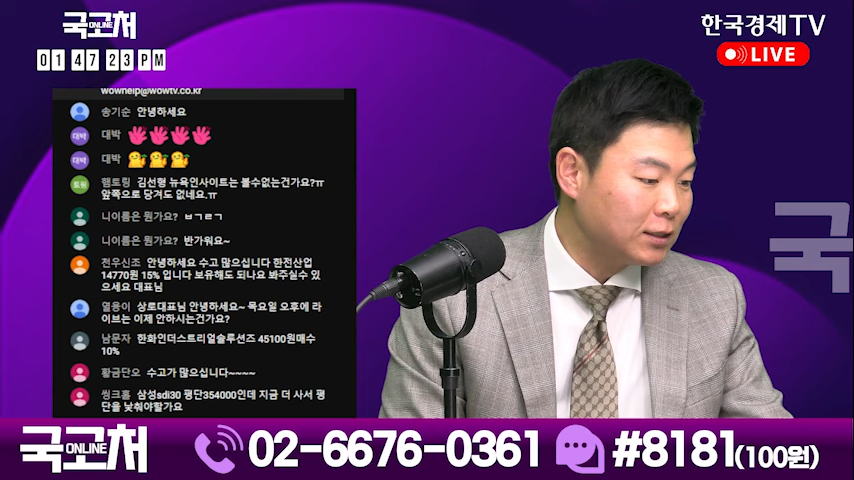 국고처
ONLINE
01 47 23 PM
한국경제TV
LIVE
wownelp@wowtv.co.kr
송기순 안녕하세요
대박 대박
대박 대박
토링 햄토링 김선형 뉴욕인사이트는 볼수없는건가요?ㅠ
앞쪽으로 당겨도 없네요.ㅠ
니이름은 뭔가요? ㅂㄱㄹㄱ
니이름은 뭔가요? 반가워요~
천우신조 안녕하세요 수고 많으십니다 한전산업
14770원 15% 입니다 보유해도 되나요 봐주실수 있
으세요 대표님
열용이 상로대표님 안녕하세요~ 목요일 오후에 라
이브는 이제 안하시는건가요?
남문자 한화인더스트리얼솔루션즈 45100원매수
10%
황금단오 수고가 많으십니다~~~~
씽크홀 삼성sdi30 평단354000인데 지금 더 사서 평
단을 낮춰야할가요
국
국고처
ONLINE
02-6676-0361
#8181(100원)